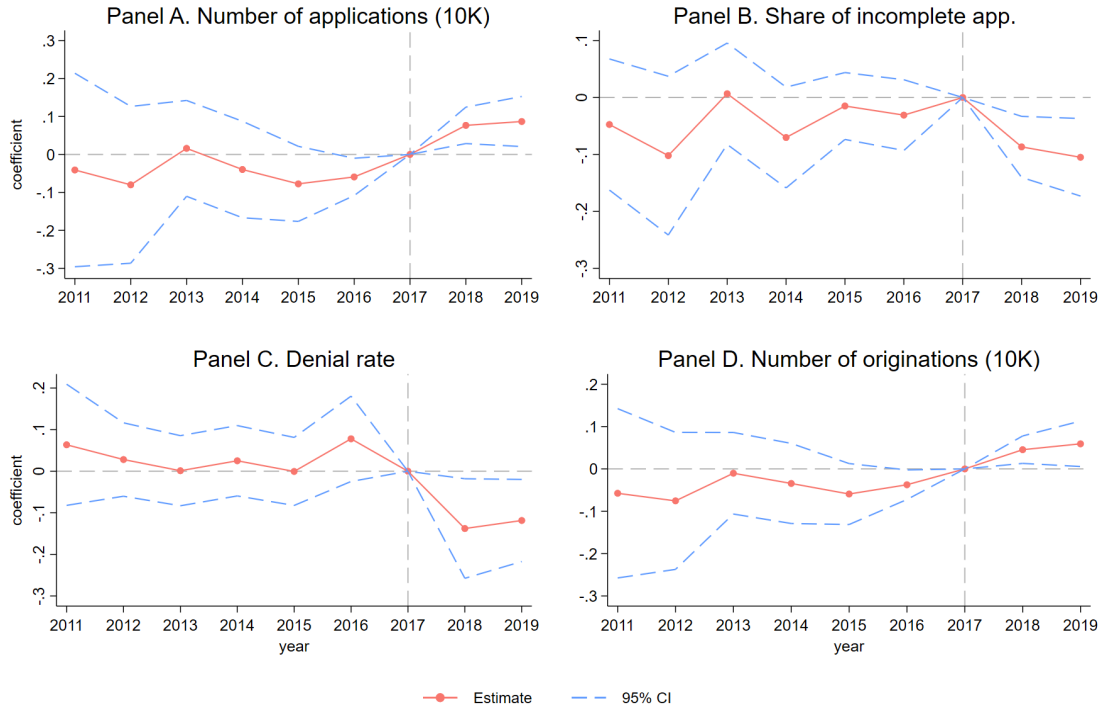 Panel A. Number of applications (10K)
coefficient
.3
.2
.1
0
-.1
-.2
-.3
2011 2012 2013 2014 2015 2016 2017 2018 2019
Panel B. Share of incomplete app.
.1
0
-.1
-.2
-.3
2011 2012 2013 2014 2015 2016 2017 2018 2019
Panel C. Denial rate
coefficient
.2
.1
0
-.1
-.2
-.3
2011 2012 2013 2014 2015 2016 2017 2018 2019
year
Panel D. Number of originations (10K)
.2
.1
0
-.1
-.2
-.3
2011 2012 2013 2014 2015 2016 2017 2018 2019
year
Estimate 95% CI